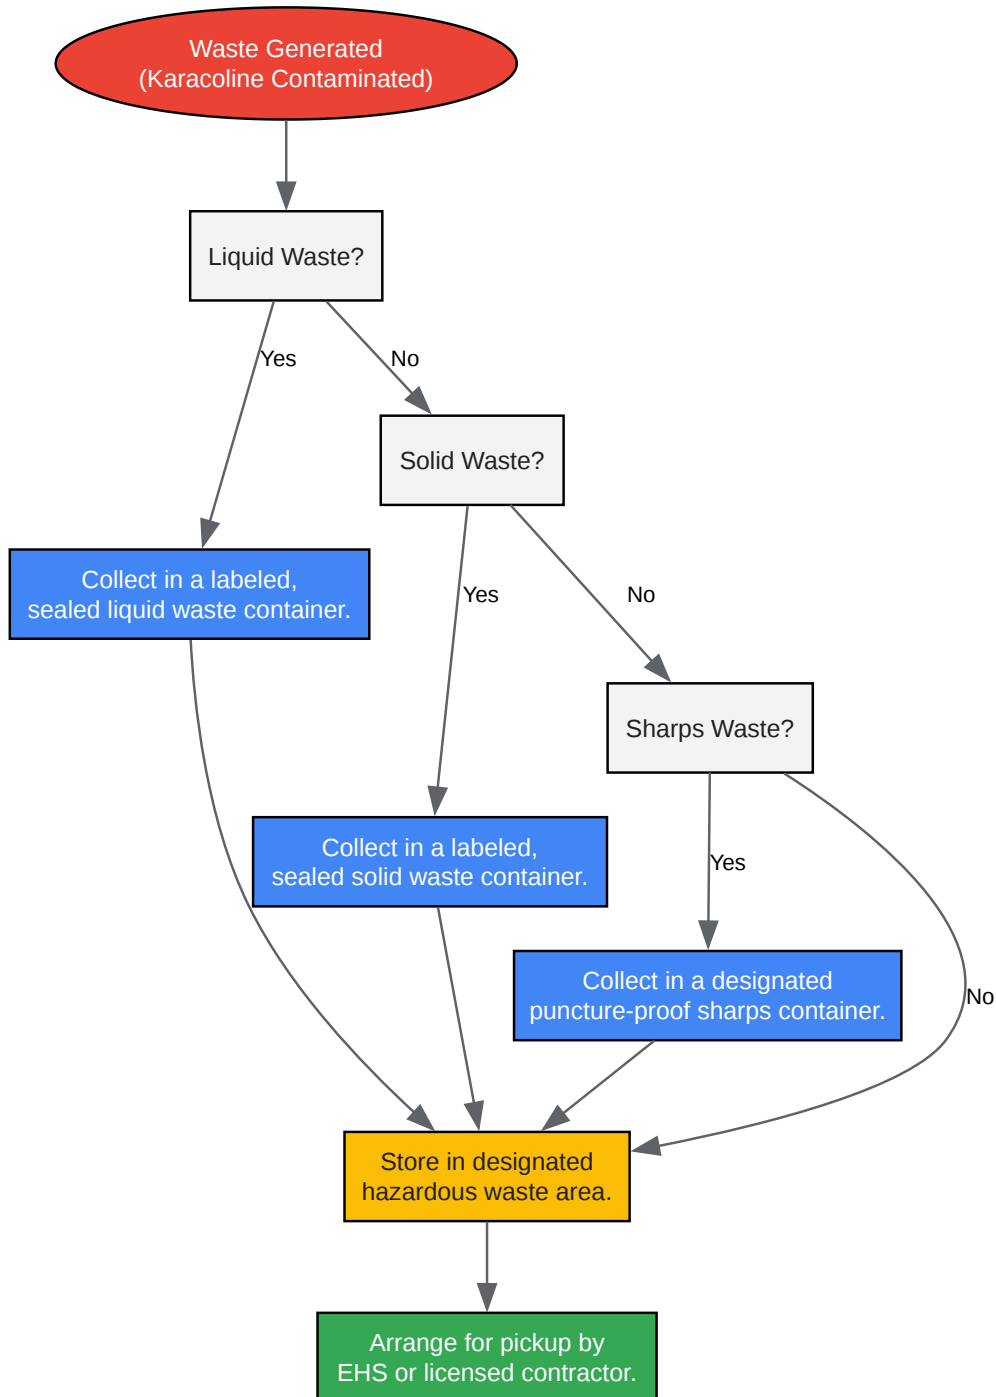 Waste Generated
(Karacoline Contaminated)
Liquid Waste?
Yes
No
Solid Waste?
Collect in a labeled,
sealed liquid waste container.
Yes
No
Sharps Waste?
Collect in a labeled,
sealed solid waste container.
Yes
Collect in a designated
puncture-proof sharps container.
No
Store in designated
hazardous waste area.
Arrange for pickup by
EHS or licensed contractor.